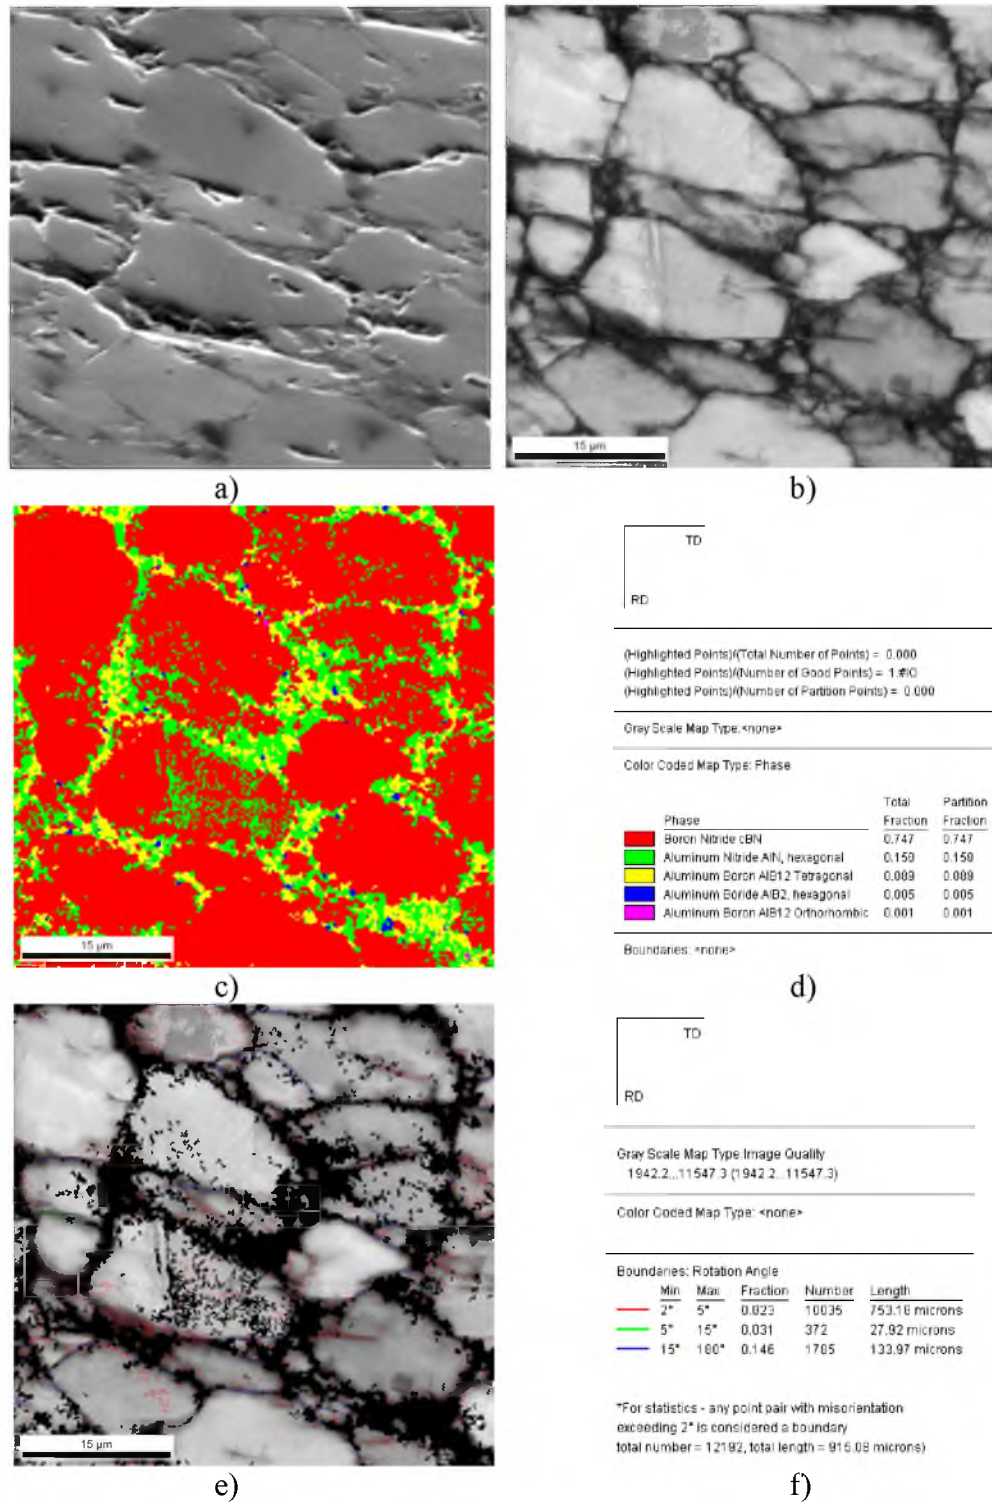 a)
15 µm
b)
15 µm
c)
TD
RD
(Highlighted Points)/(Total Number of Points) = 0.000
(Highlighted Points)/(Number of Good Points) = 1.#IO
(Highlighted Points)/(Number of Partition Points) = 0.000
Gray Scale Map Type:<none>
Color Coded Map Type: Phase
Total Partition
Phase Fraction Fraction
Boron Nitride cBN 0.747 0.747
Aluminum Nitride AlN, hexagonal 0.159 0.159
Aluminum Boron AlB12 Tetragonal 0.089 0.089
Aluminum Boride AlB2, hexagonal 0.005 0.005
Aluminum Boron AlB12 Orthorhombic 0.001 0.001
Boundaries: <none>
d)
15 µm
e)
TD
RD
Gray Scale Map Type Image Quality
1942.2...11547.3 (1942.2...11547.3)
Color Coded Map Type: <none>
Boundaries: Rotation Angle
Min Max Fraction Number Length
2° 5° 0.823 10035 753.18 microns
5° 15° 0.031 372 27.92 microns
15° 180° 0.146 1785 133.97 microns
*For statistics - any point pair with misorientation
exceeding 2° is considered a boundary
total number = 12192, total length = 915.08 microns)
f)